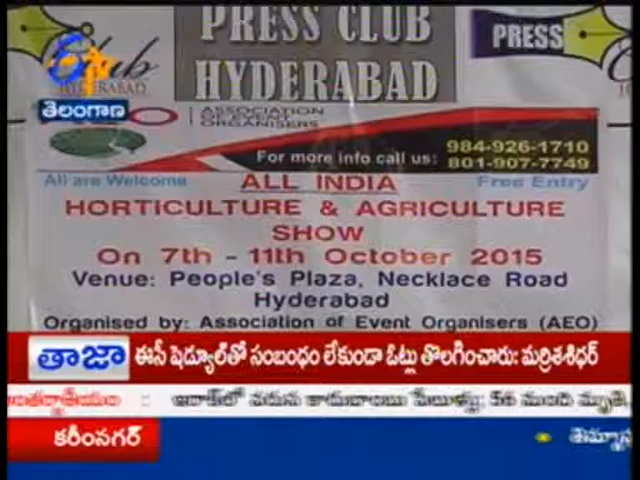 PRESS CLUB
HYDERABAD
PRESS
Club
HYDERABAD
తెలంగాణ
ASSOCIATION
OF EVENT
ORGANISERS
For more info call us:
984-926-1710
801-907-7749
All are Welcome
Free Entry
ALL INDIA
HORTICULTURE & AGRICULTURE
SHOW
On 7th - 11th October 2015
Venue: People's Plaza, Necklace Road
Hyderabad
Organised by: Association of Event Organisers (AEO)
తాజా ఈసీ షెడ్యూల్‌తో సంబంధం లేకుండా ఓట్లు తొలగించారు: మర్రిశశిధర్
కరీంనగర్